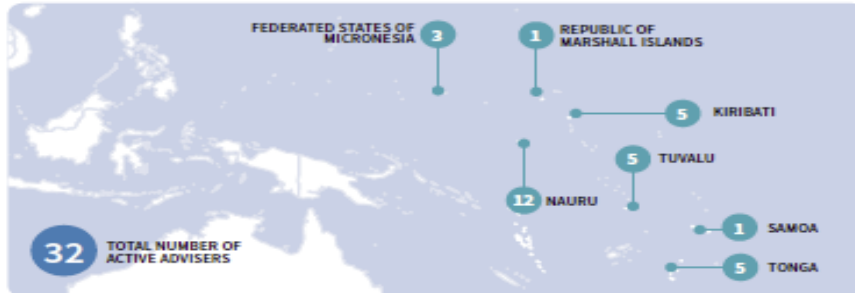 FEDERATED STATES OF
MICRONESIA
3
1
REPUBLIC OF
MARSHALL ISLANDS
5
KIRIBATI
5
TUVALU
12
NAURU
1
SAMOA
5
TONGA
32
TOTAL NUMBER OF
ACTIVE ADVISERS